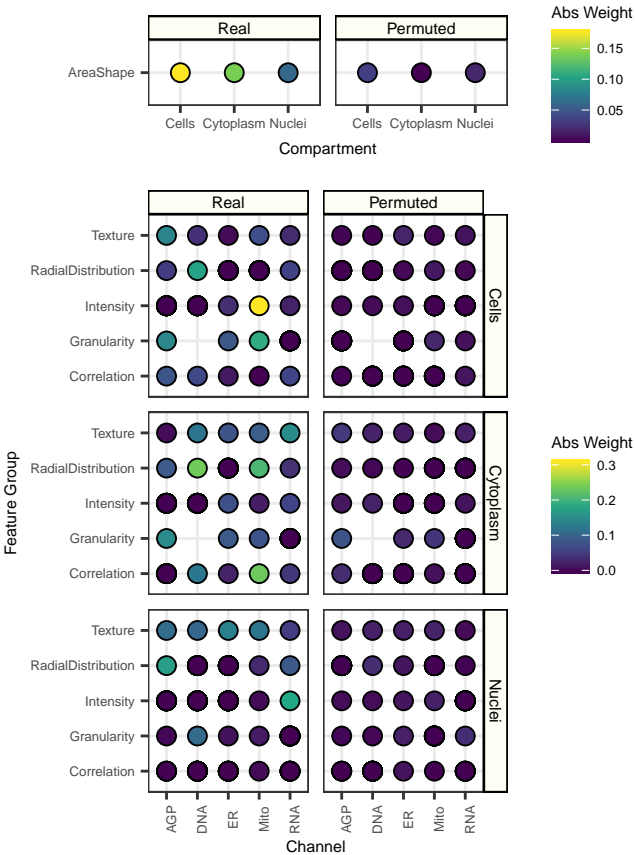 Abs Weight
Real Permuted
0.15
AreaShape
0.10
0.05
Cells Cytoplasm Nuclei Cells Cytoplasm Nuclei
Compartment
Real Permuted
Texture
RadialDistribution
Intensity
Granularity
Correlation
Cells
Texture
RadialDistribution
Intensity
Granularity
Correlation
Cytoplasm
Abs Weight
0.3
0.2
0.1
0.0
Feature Group
Texture
RadialDistribution
Intensity
Granularity
Correlation
Nuclei
AGP DNA ER Mito RNA AGP DNA ER Mito RNA
Channel